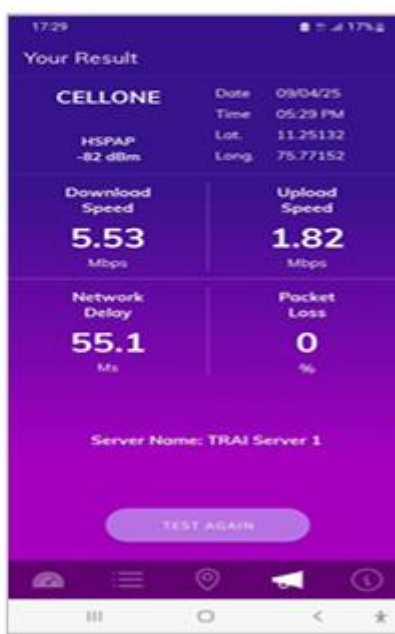 17:29 17%
Your Result
CELLONE
HSPAP
-82 dBm
Date 09/04/25
Time 05:29 PM
Lat. 11.25132
Long. 75.77152
Download
Speed
5.53
Mbps
Upload
Speed
1.82
Mbps
Network
Delay
55.1
Ms
Packet
Loss
0
%
Server Name: TRAI Server 1
TEST AGAIN